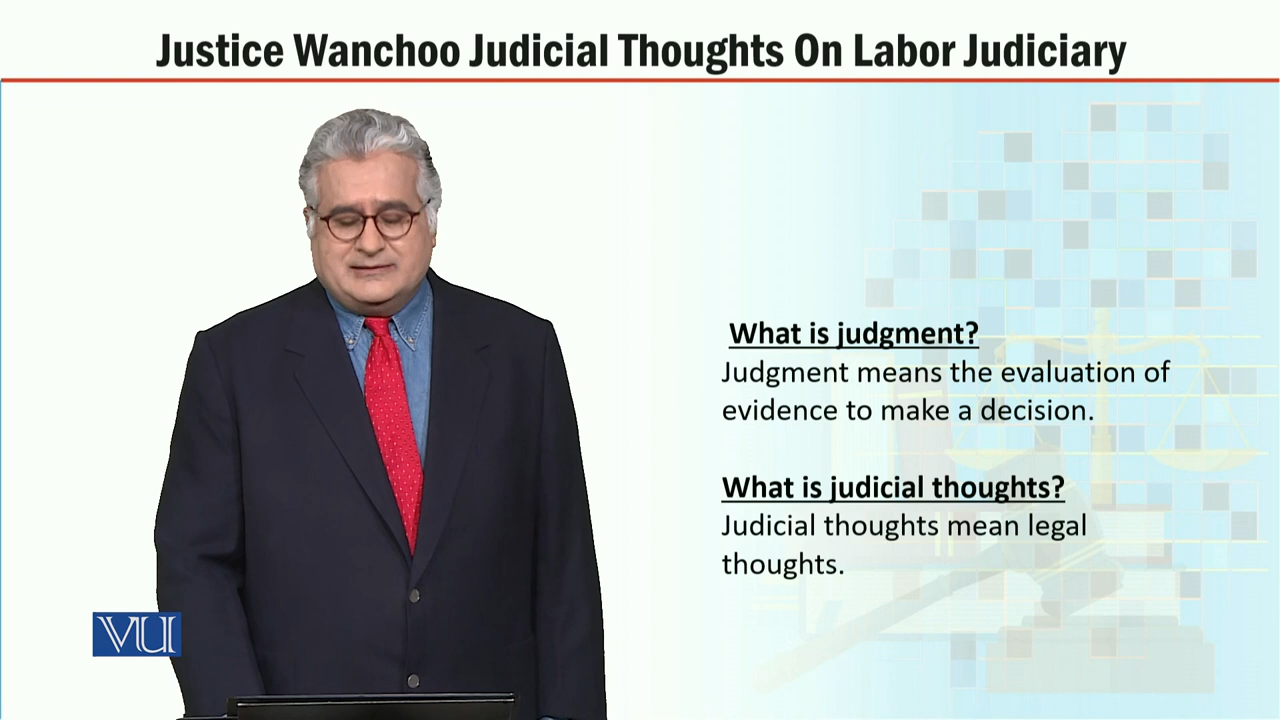 Justice Wanchoo Judicial Thoughts On Labor Judiciary
What is judgment?
Judgment means the evaluation of
evidence to make a decision.
What is judicial thoughts?
Judicial thoughts mean legal
thoughts.
VU